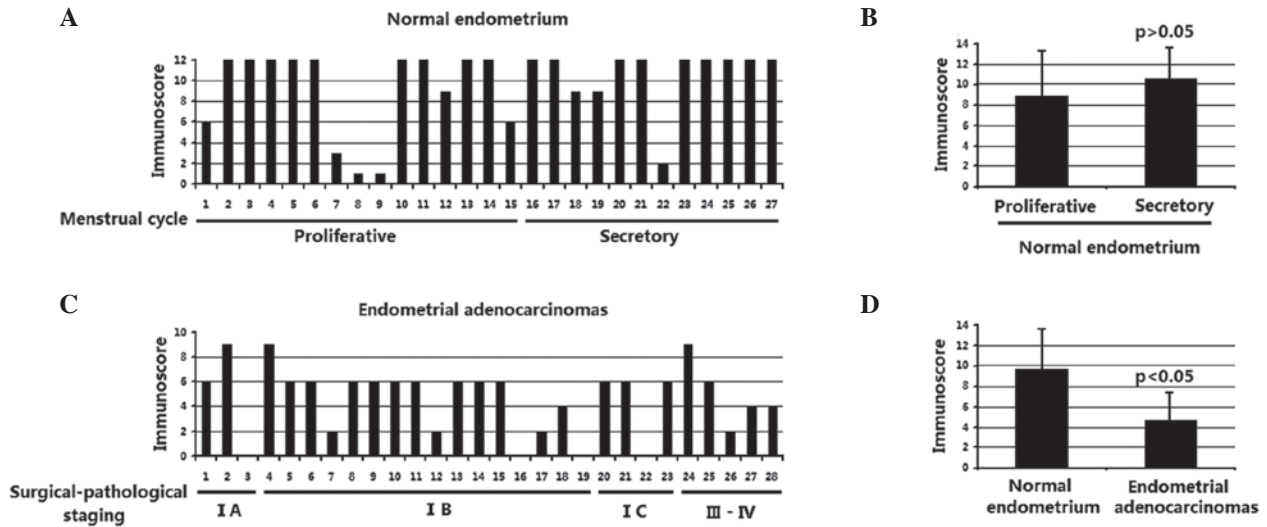 A
Normal endometrium
Immunoscore
12
10
8
6
4
2
0
1 2 3 4 5 6 7 8 9 10 11 12 13 14 15 16 17 18 19 20 21 22 23 24 25 26 27
Menstrual cycle
Proliferative Secretory
B
p>0.05
Immunoscore
14
12
10
8
6
4
2
0
Proliferative Secretory
Normal endometrium
C
Endometrial adenocarcinomas
Immunoscore
10
8
6
4
2
0
1 2 3 4 5 6 7 8 9 10 11 12 13 14 15 16 17 18 19 20 21 22 23 24 25 26 27 28
Surgical-pathological
staging
I A I B I C III - IV
D
p<0.05
Immunoscore
14
12
10
8
6
4
2
0
Normal Endometrial
endometrium adenocarcinomas